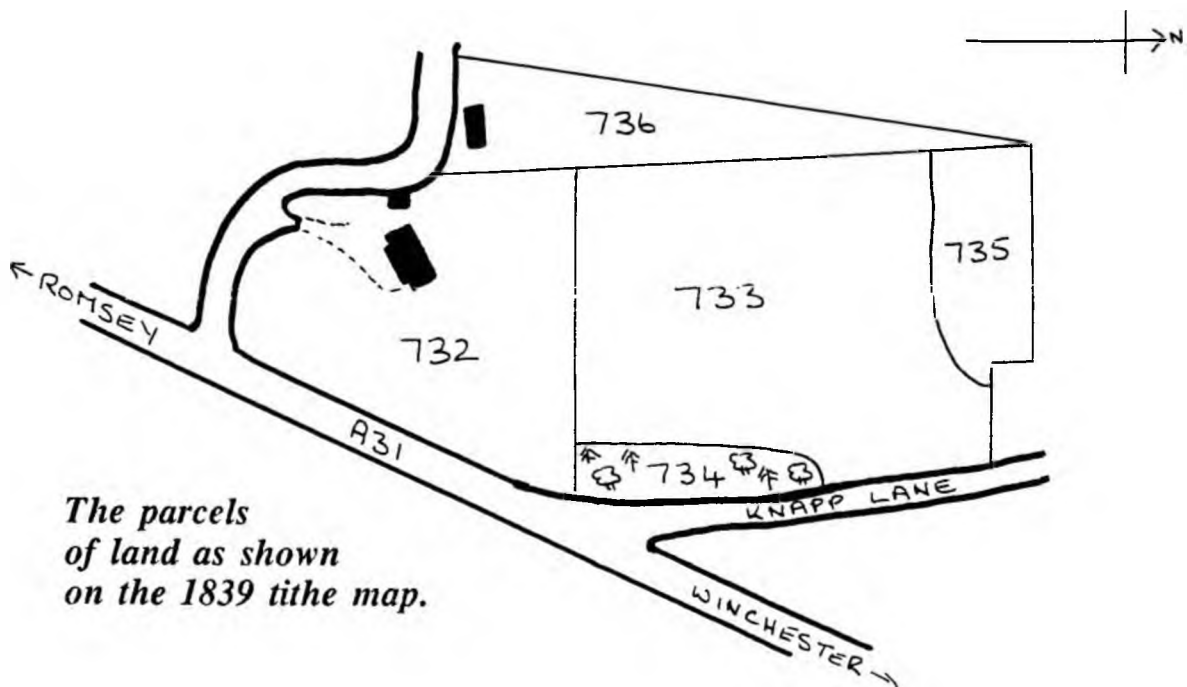 N
736
735
733
← ROMSEY
732
A31
734
KNAPP LANE
The parcels
of land as shown
on the 1839 tithe map.
WINCHESTER →